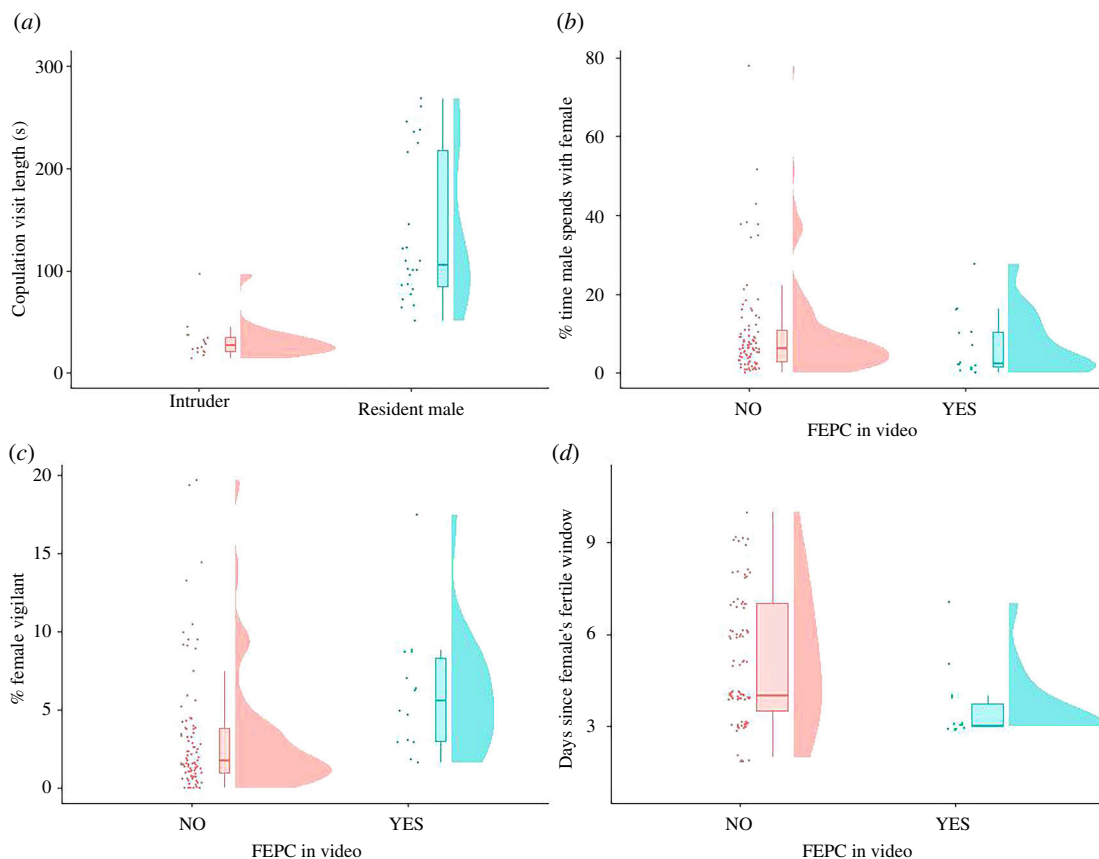 (a)
Copulation visit length (s)
300
200
100
0
Intruder
Resident male
(b)
% time male spends with female
80
60
40
20
0
NO
YES
FEPC in video
(c)
% female vigilant
20
15
10
5
0
NO
YES
FEPC in video
(d)
Days since female's fertile window
9
6
3
NO
YES
FEPC in video